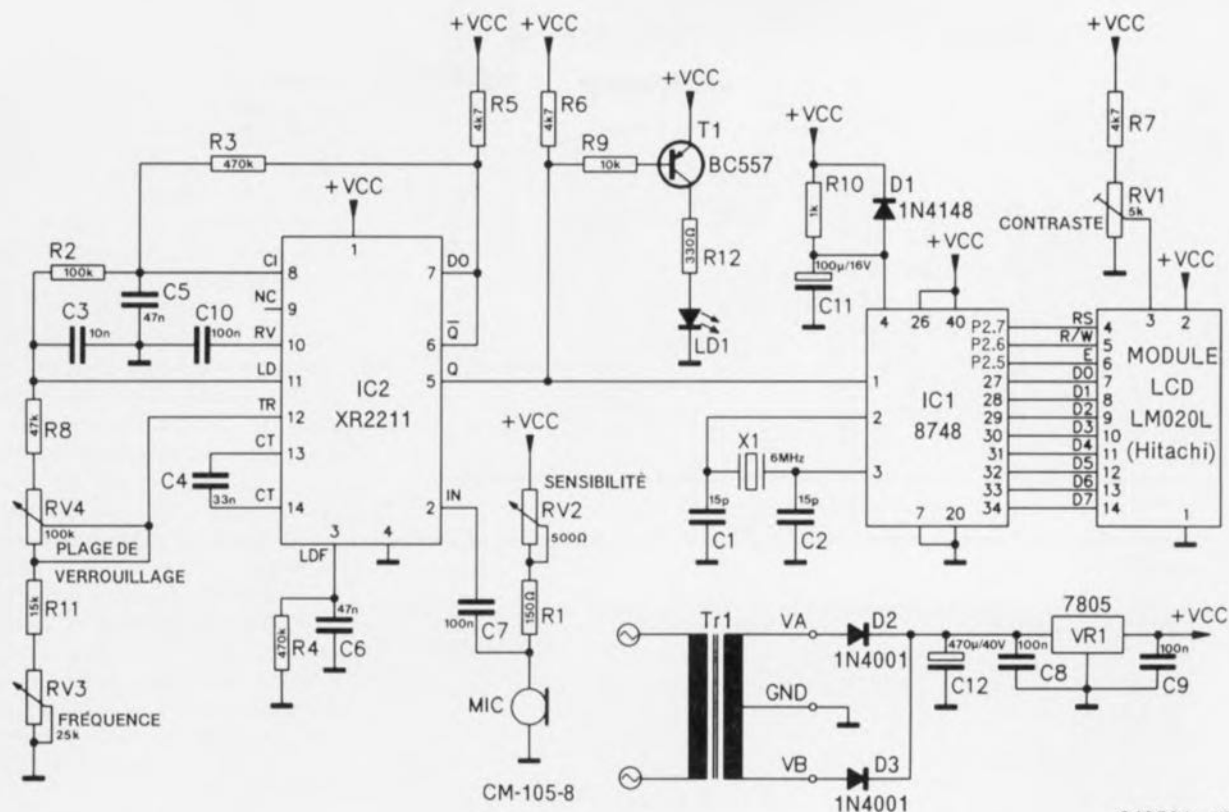 +VCC
+VCC
+VCC
R5
4k7
R6
4k7
+VCC
T1
BC557
R9
10k
R3
470k
+VCC
R7
4k7
RV1
5k
CONTRASTE
+VCC
R10
1k
D1
1N4148
+VCC
100µ/16V
C11
+VCC
R12
330Ω
LD1
+VCC
R2
100k
C5
47n
C3
10n
C10
100n
CI
8
NC
9
RV
10
LD
11
TR
12
CT
13
CT
14
1
DO
7
Q
6
Q
5
IN
2
3
LDF
4
IC2
XR2211
R8
47k
C4
33n
RV4
100k
PLAGE DE
VERROUILLAGE
R11
15k
RV3
25k
FRÉQUENCE
R4
470k
47n
C6
100n
C7
+VCC
SENSIBILITÈ
RV2
500Ω
R1
150Ω
MIC
CM-105-8
X1
6MHz
15p
C1
15p
C2
4
26
40
1
2
3
IC1
8748
7
20
P2.7
RS
4
P2.6
R/W
5
P2.5
E
6
27
D0
7
28
D1
8
29
D2
9
30
D3
10
31
D4
11
32
D5
12
33
D6
13
34
D7
14
3
2
MODULE
LCD
LM020L
(Hitachi)
1
Tr1
VA
D2
1N4001
GND
VB
D3
1N4001
470µ/40V
C12
100n
C8
7805
VR1
100n
C9
+VCC